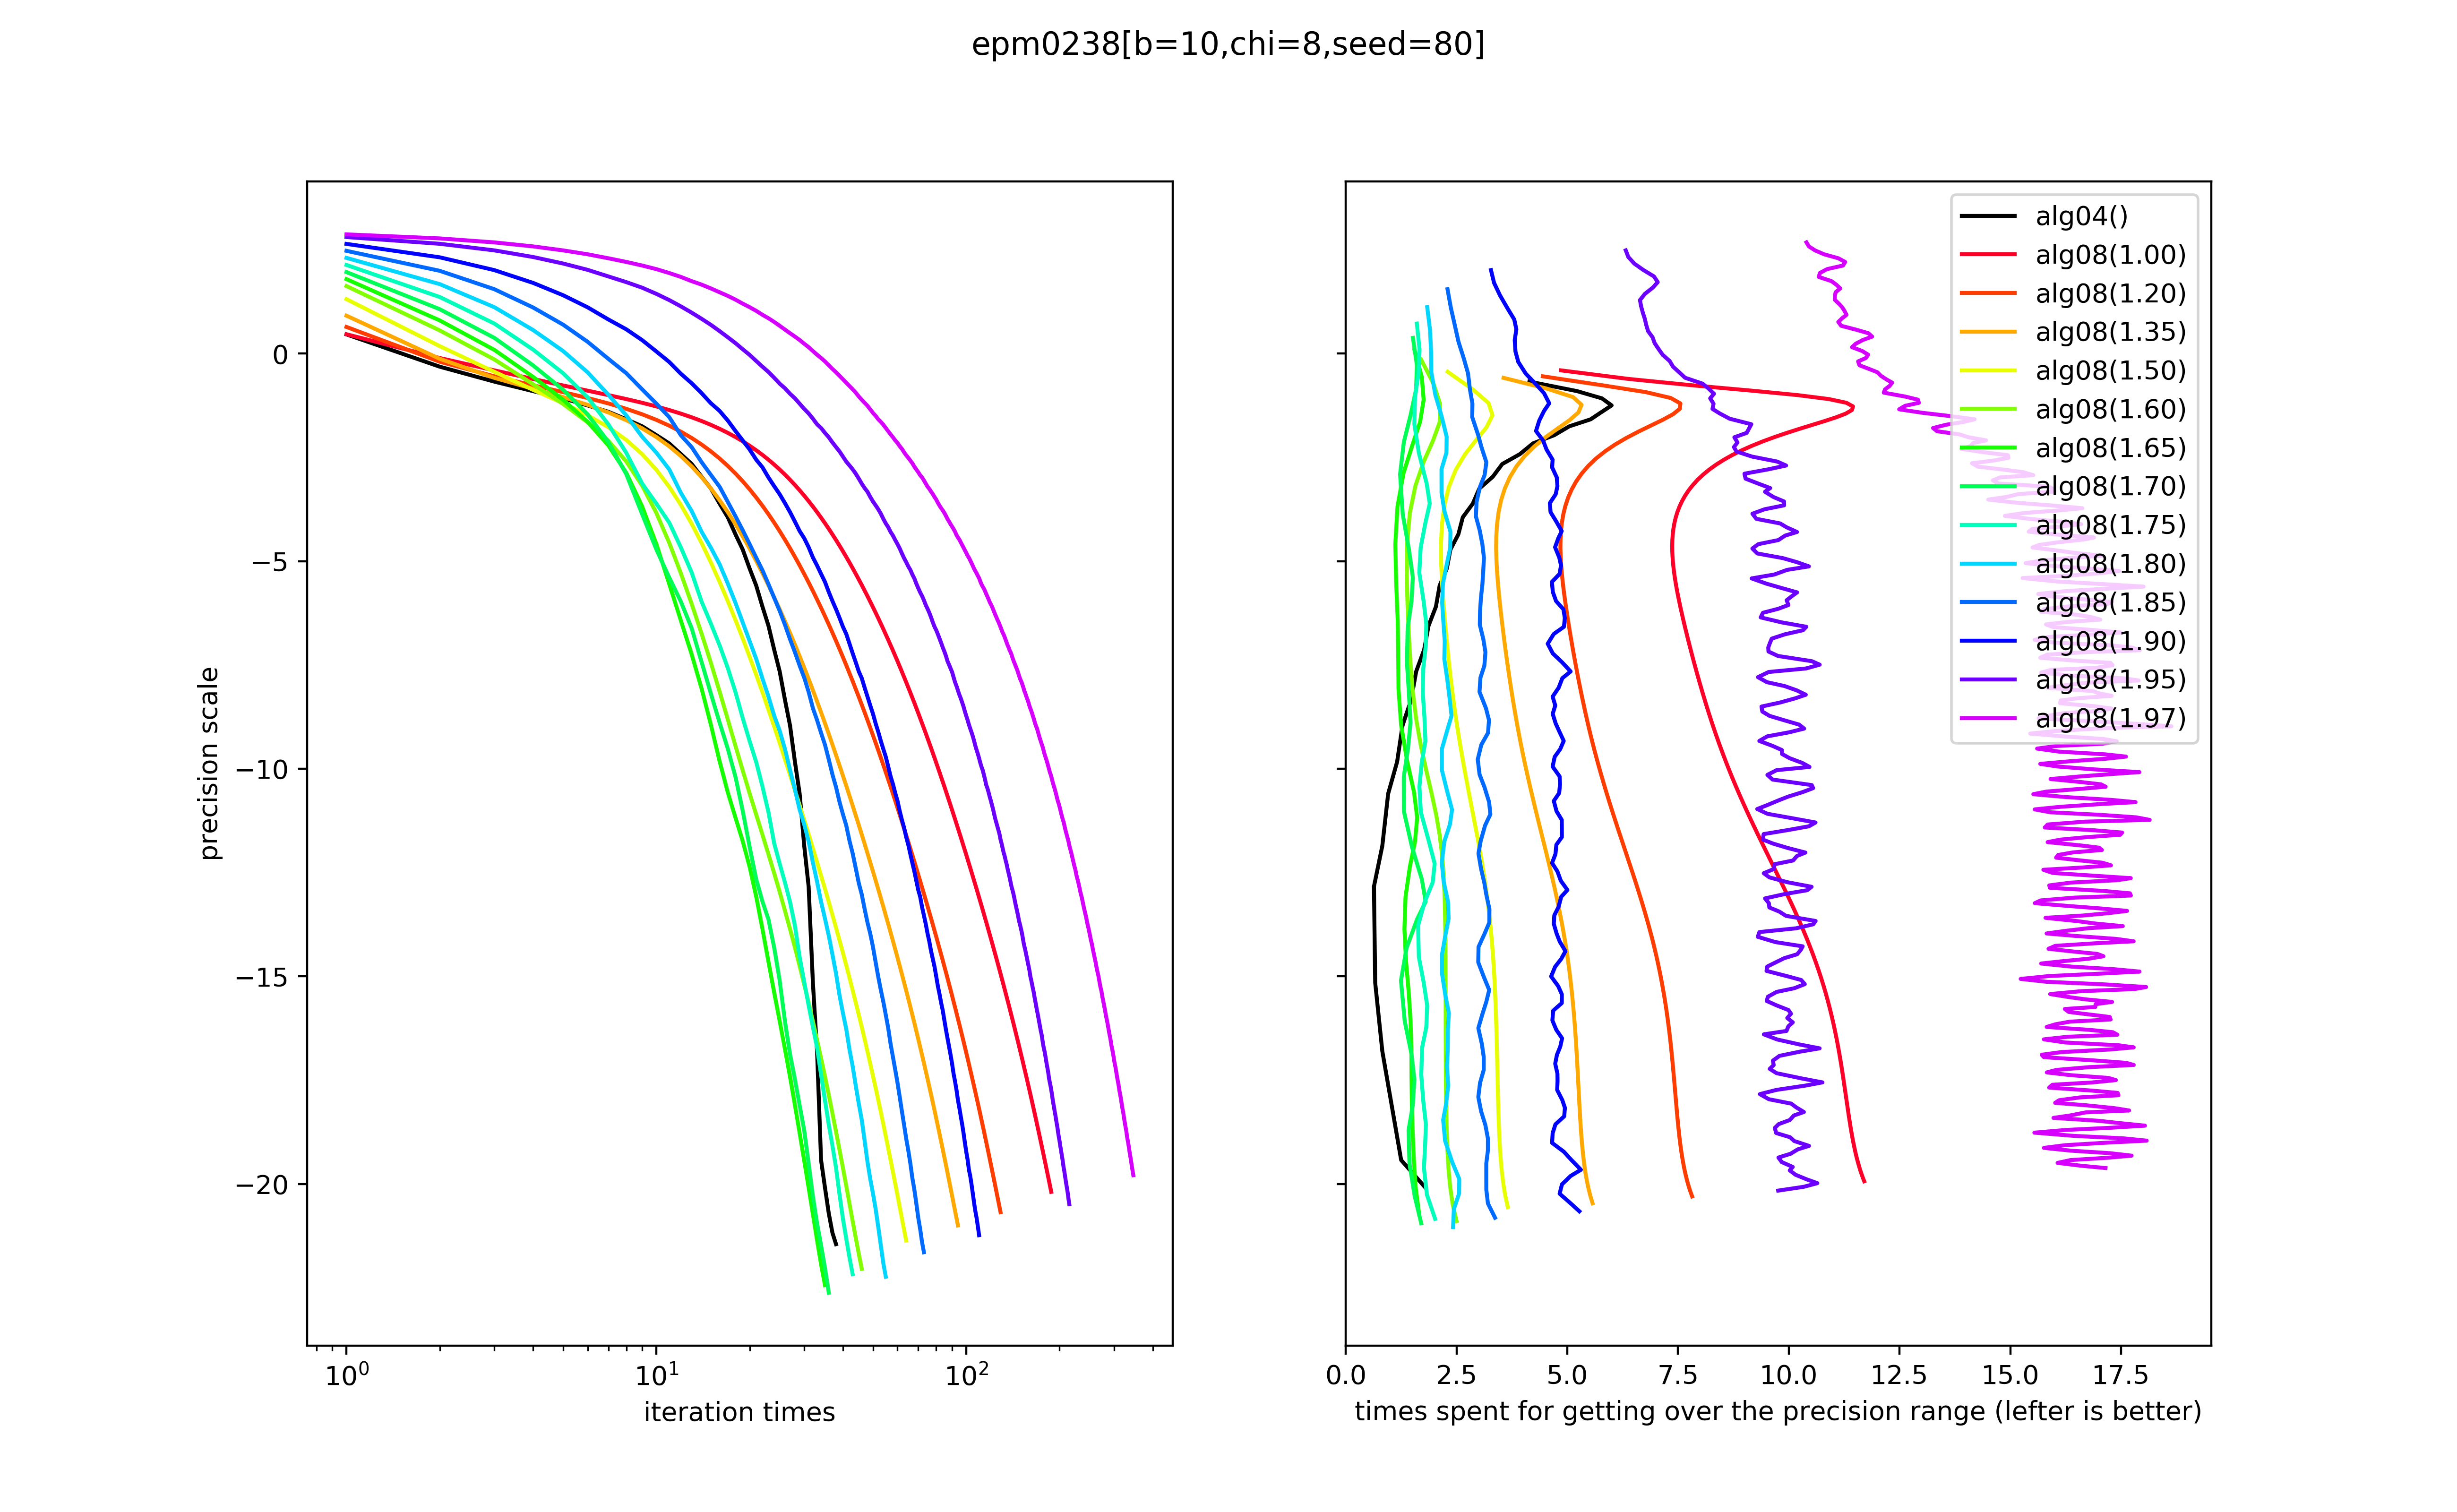 epm0238[b=10,chi=8,seed=80]
precision scale
0
−5
−10
−15
−20
10⁰ 10¹ 10²
iteration times
alg04()
alg08(1.00)
alg08(1.20)
alg08(1.35)
alg08(1.50)
alg08(1.60)
alg08(1.65)
alg08(1.70)
alg08(1.75)
alg08(1.80)
alg08(1.85)
alg08(1.90)
alg08(1.95)
alg08(1.97)
0.0 2.5 5.0 7.5 10.0 12.5 15.0 17.5
times spent for getting over the precision range (lefter is better)